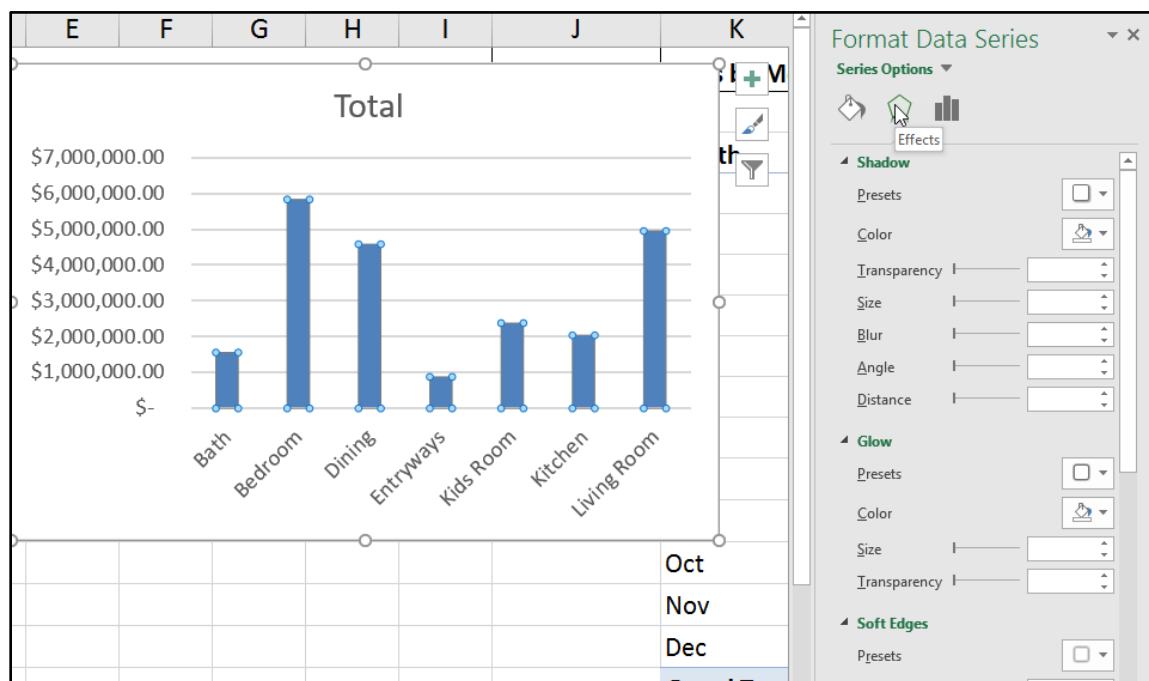 E F G H I J K
Total
$7,000,000.00
$6,000,000.00
$5,000,000.00
$4,000,000.00
$3,000,000.00
$2,000,000.00
$1,000,000.00
$-
Bath
Bedroom
Dining
Entryways
Kids Room
Kitchen
Living Room
Oct
Nov
Dec
Format Data Series
Series Options
Effects
Shadow
Presets
Color
Transparency
Size
Blur
Angle
Distance
Glow
Presets
Color
Size
Transparency
Soft Edges
Presets